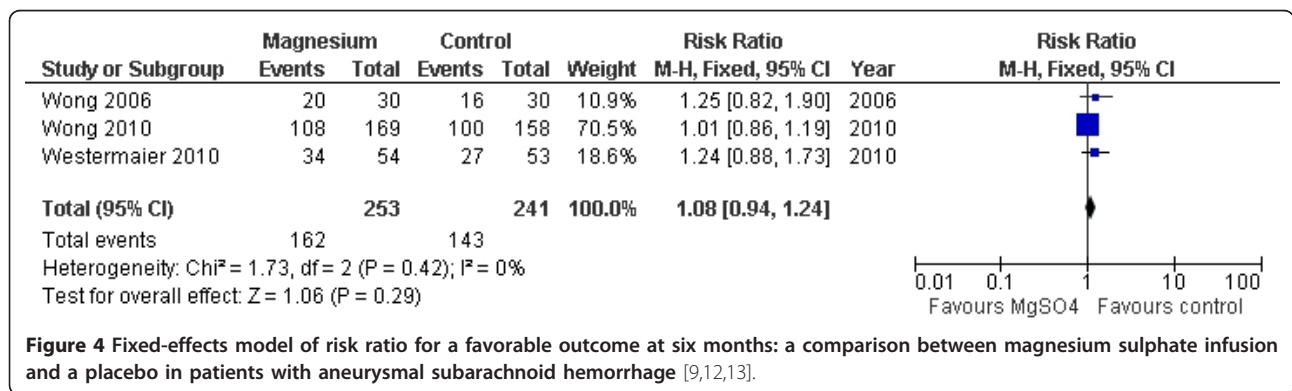 Magnesium Control Risk Ratio Risk Ratio
Study or Subgroup Events Total Events Total Weight M-H, Fixed, 95% CI Year M-H, Fixed, 95% CI
Wong 2006 20 30 16 30 10.9% 1.25 [0.82, 1.90] 2006
Wong 2010 108 169 100 158 70.5% 1.01 [0.86, 1.19] 2010
Westermaier 2010 34 54 27 53 18.6% 1.24 [0.88, 1.73] 2010
Total (95% CI) 253 241 100.0% 1.08 [0.94, 1.24]
Total events 162 143
Heterogeneity: Chi² = 1.73, df = 2 (P = 0.42); I² = 0%
Test for overall effect: Z = 1.06 (P = 0.29)
0.01 0.1 1 10 100
Favours MgSO4 Favours control
Figure 4 Fixed-effects model of risk ratio for a favorable outcome at six months: a comparison between magnesium sulphate infusion
and a placebo in patients with aneurysmal subarachnoid hemorrhage [9,12,13].